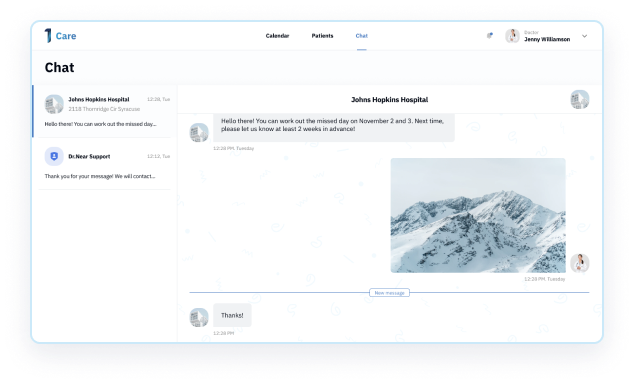 1 Care
Calendar
Patients
Chat
Doctor
Jenny Williamson
Chat
Johns Hopkins Hospital
12:28, Tue
2118 Thornridge Cir Syracuse
Hello there! You can work out the missed day...
Dr.Near Support
12:13, Tue
Thank you for your message! We will contact...
Johns Hopkins Hospital
Hello there! You can work out the missed day on November 2 and 3. Next time,
please let us know at least 2 weeks in advance!
12:28 PM, Tuesday
12:28 PM, Tuesday
New message
Thanks!
12:28 PM